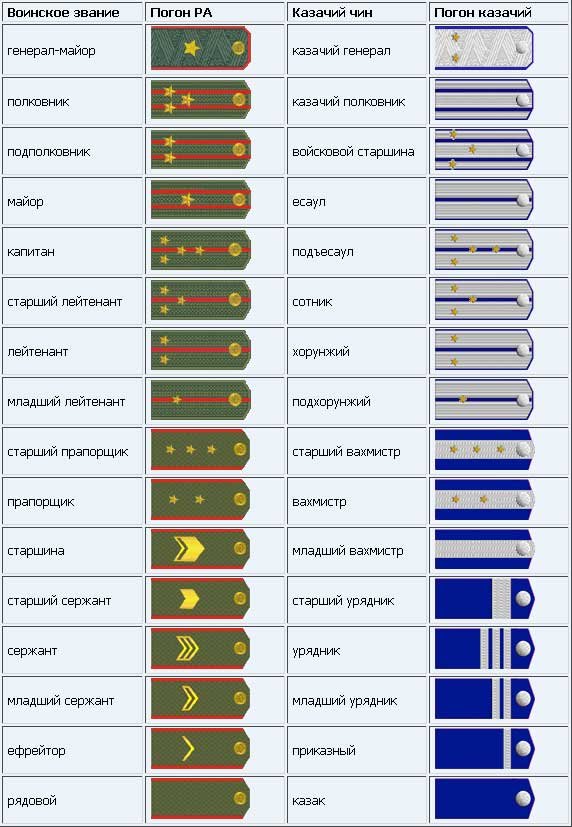 Воинское звание Погон РА Казачий чин Погон казачий
генерал-майор казачий генерал
полковник казачий полковник
подполковник войсковой старшина
майор есаул
капитан подъесаул
старший лейтенант сотник
лейтенант хорунжий
младший лейтенант подхорунжий
старший прапорщик старший вахмистр
прапорщик вахмистр
старшина младший вахмистр
старший сержант старший урядник
сержант урядник
младший сержант младший урядник
ефрейтор приказный
рядовой казак